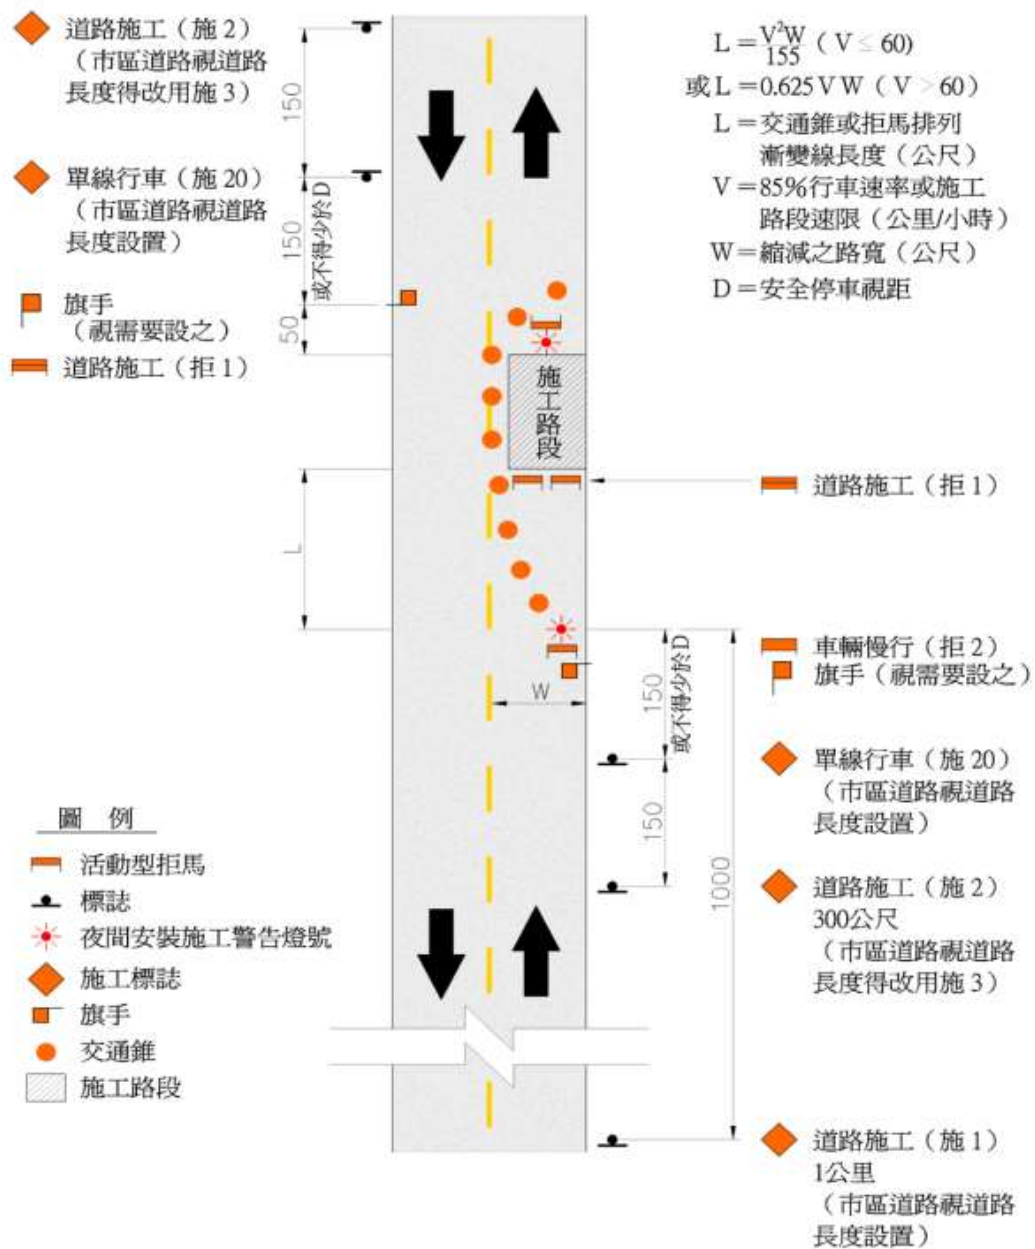 道路施工（施 2）
（市區道路視道路
長度得改用施 3）
單線行車（施 20）
（市區道路視道路
長度設置）
旗手
（視需要設之）
道路施工（拒 1）
150
150
或不得少於D
50
L
L＝V²W/155（V ≤ 60）
或 L＝0.625 V W（V > 60）
L＝交通錐或拒馬排列
漸變線長度（公尺）
V＝85%行車速率或施工
路段速限（公里/小時）
W＝縮減之路寬（公尺）
D＝安全停車視距
施工路段
道路施工（拒 1）
W
150
或不得少於D
150
1000
車輛慢行（拒 2）
旗手（視需要設之）
單線行車（施 20）
（市區道路視道路
長度設置）
道路施工（施 2）
300公尺
（市區道路視道路
長度得改用施 3）
道路施工（施 1）
1公里
（市區道路視道路
長度設置）
圖 例
活動型拒馬
標誌
夜間安裝施工警告燈號
施工標誌
旗手
交通錐
施工路段